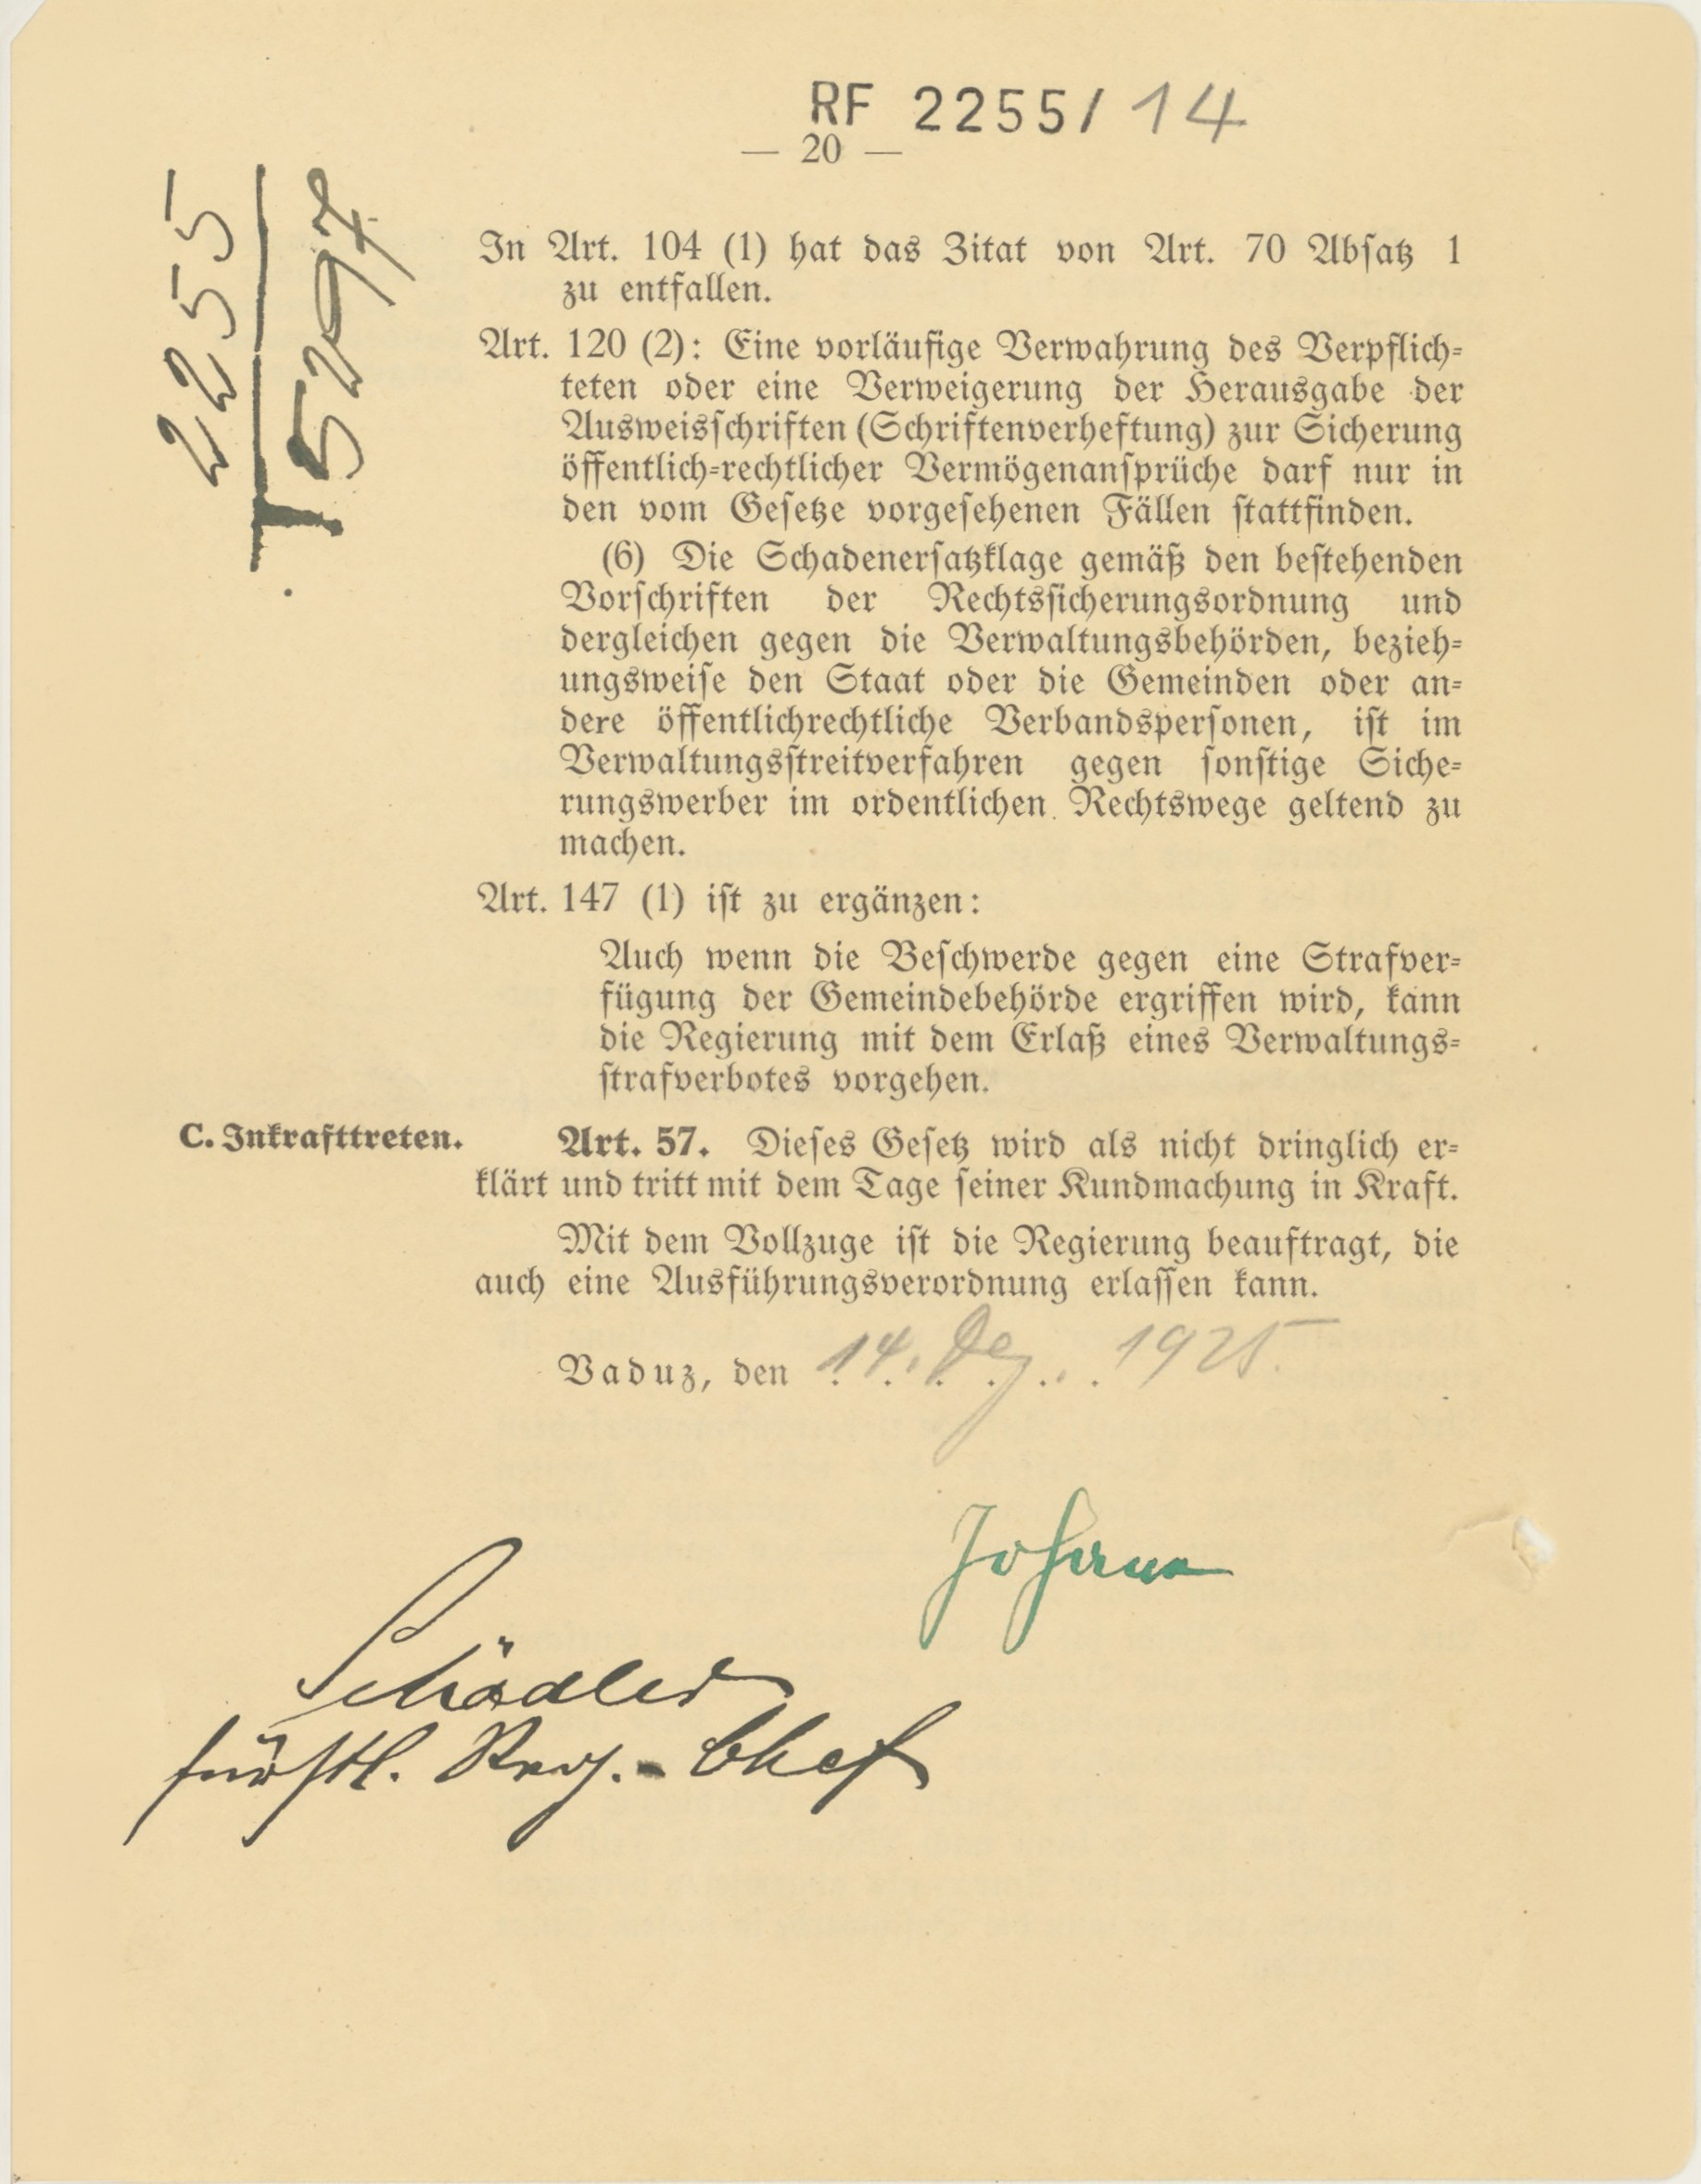 RF 2255/ 14
— 20 —
2255
In Art. 104 (1) hat das Zitat von Art. 70 Absatz 1
zu entfallen.
Art. 120 (2): Eine vorläufige Verwahrung des Verpflich-
teten oder eine Verweigerung der Herausgabe der
Ausweisschriften (Schriftenverheftung) zur Sicherung
öffentlich-rechtlicher Vermögenansprüche darf nur in
den vom Gesetze vorgesehenen Fällen stattfinden.
(6) Die Schadenersatzklage gemäß den bestehenden
Vorschriften der Rechtssicherungsordnung und
dergleichen gegen die Verwaltungsbehörden, bezieh-
ungsweise den Staat oder die Gemeinden oder an-
dere öffentlichrechtliche Verbandspersonen, ist im
Verwaltungsstreitverfahren gegen sonstige Siche-
rungswerber im ordentlichen Rechtswege geltend zu
machen.
Art. 147 (1) ist zu ergänzen:
Auch wenn die Beschwerde gegen eine Strafver-
fügung der Gemeindebehörde ergriffen wird, kann
die Regierung mit dem Erlaß eines Verwaltungs-
strafverbotes vorgehen.
C. Inkrafttreten.
Art. 57. Dieses Gesetz wird als nicht dringlich er-
klärt und tritt mit dem Tage seiner Kundmachung in Kraft.
Mit dem Vollzuge ist die Regierung beauftragt, die
auch eine Ausführungsverordnung erlassen kann.
Vaduz, den 14. Dez. 1925.
Johann
Schädler
fürstl. Reg.-Chef